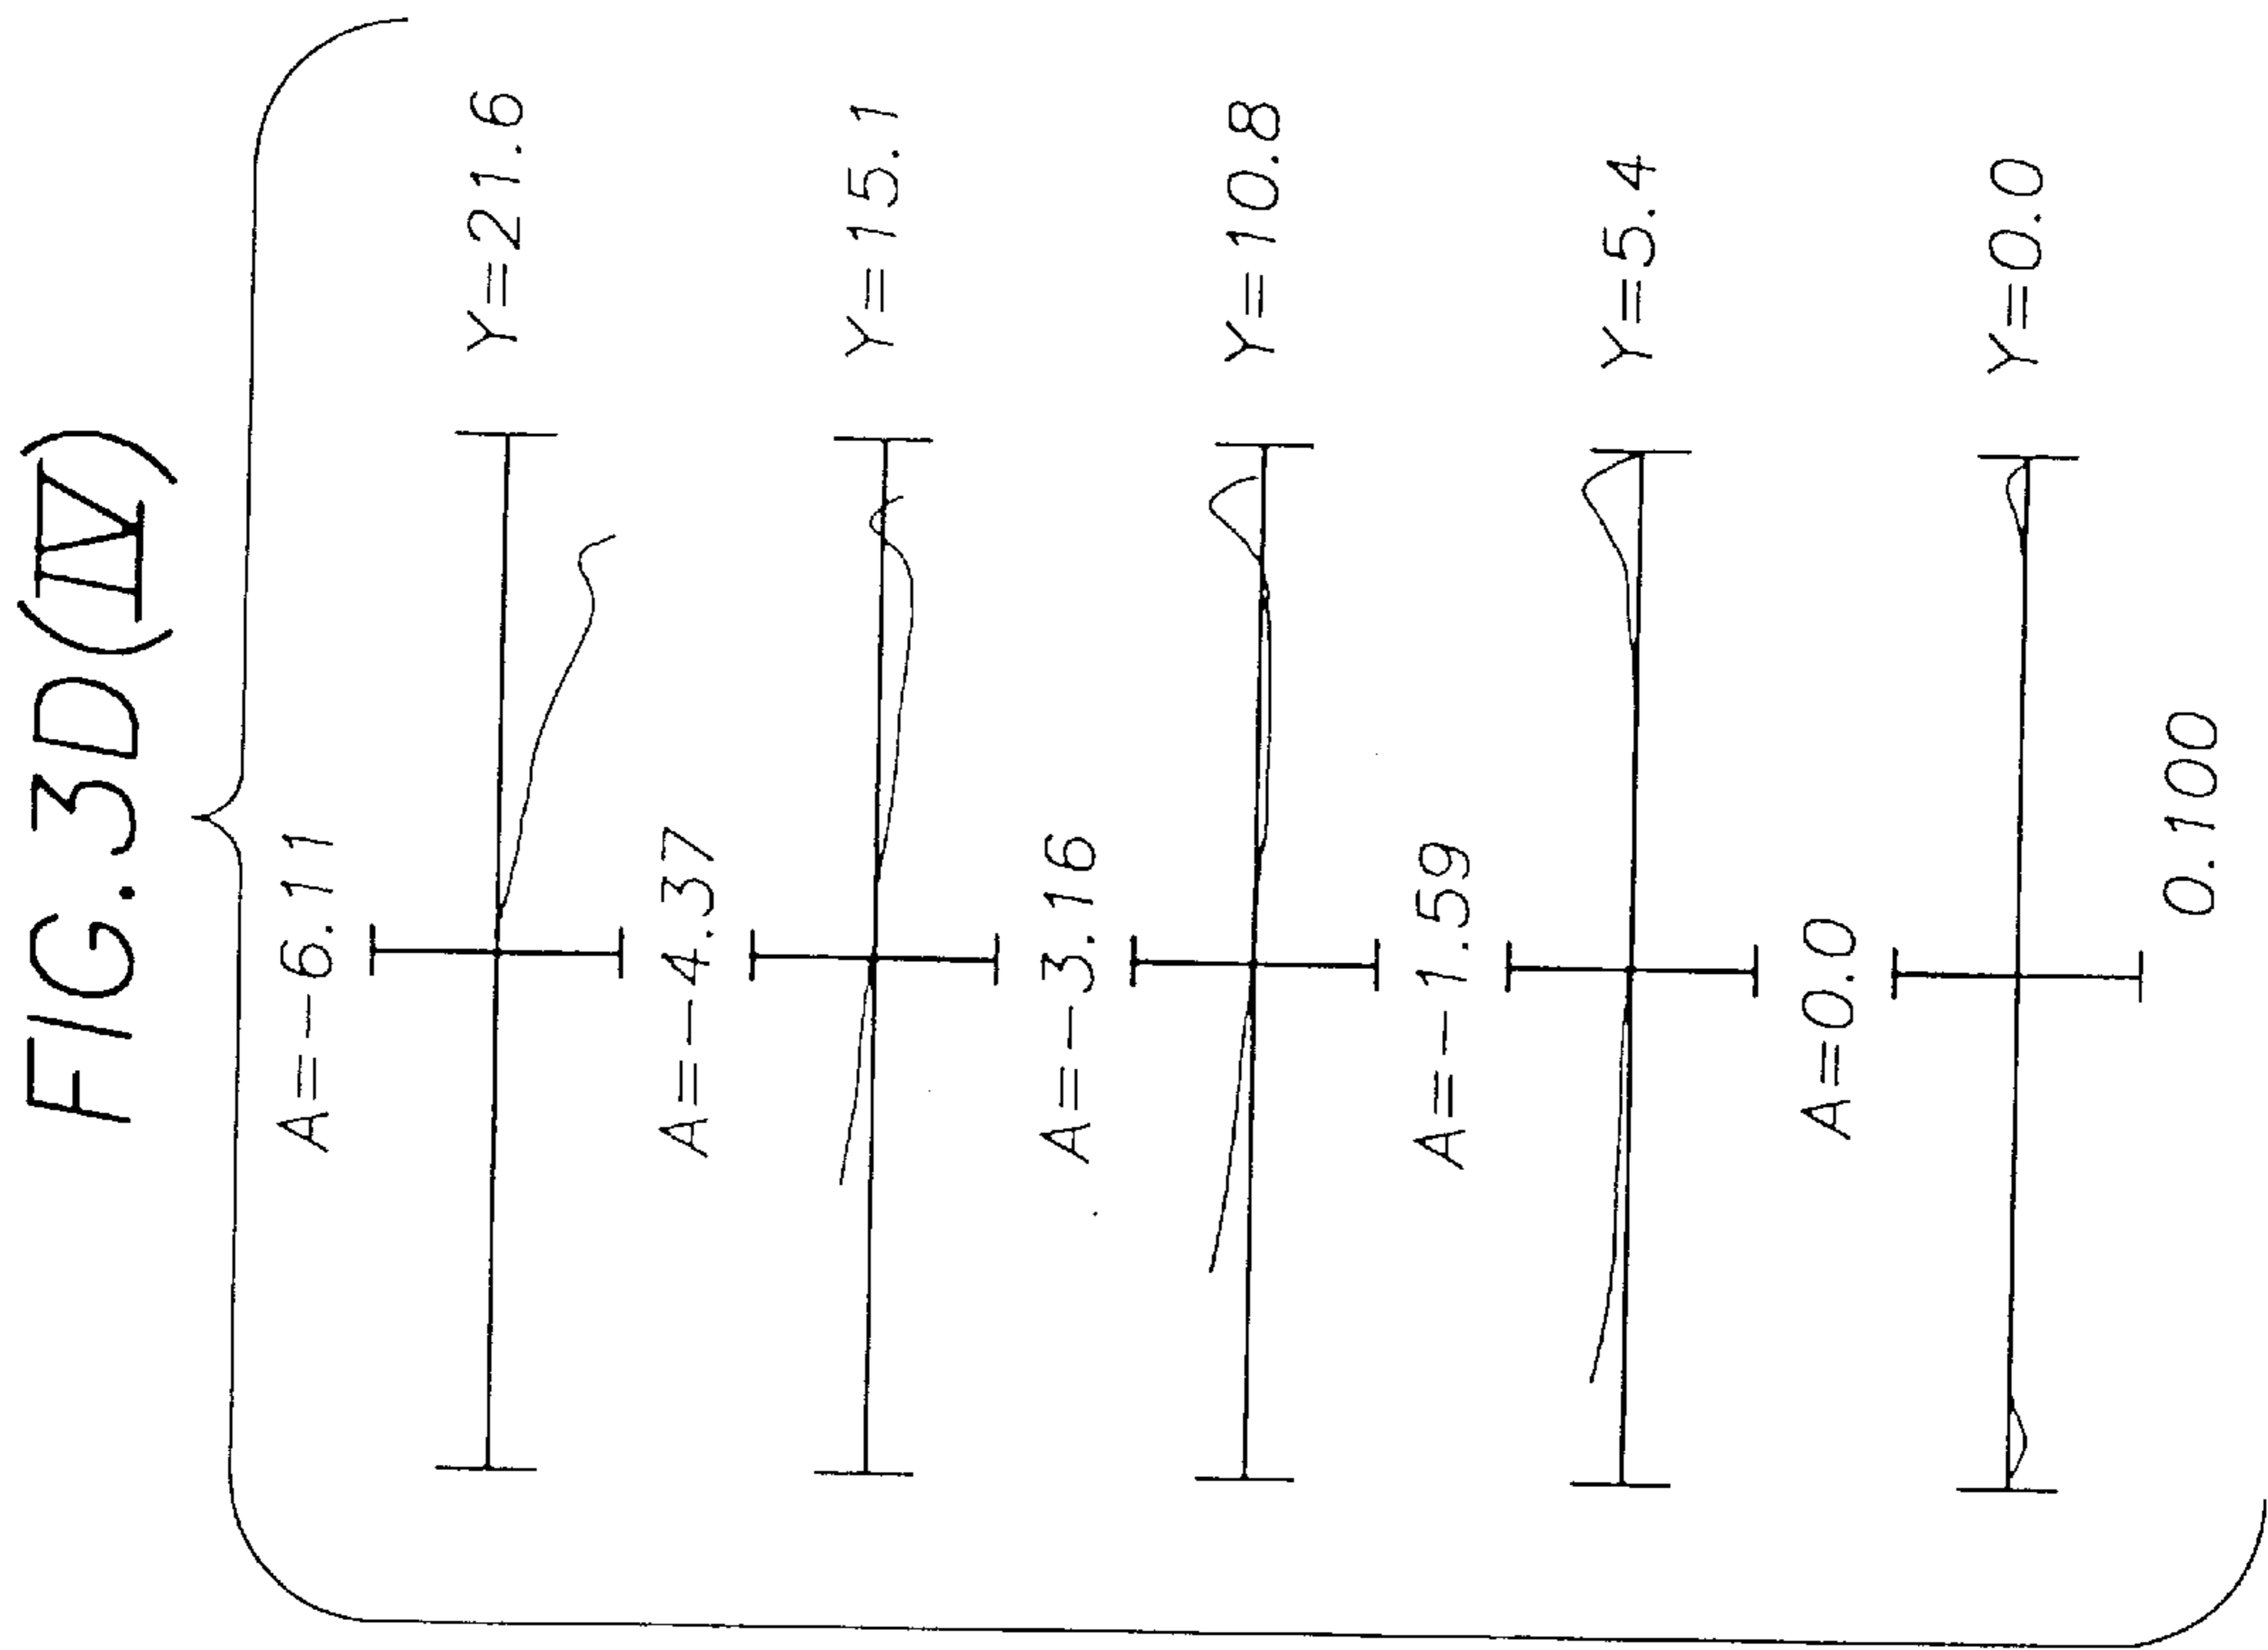 FIG.3D(IV)
A=-6.11
Y=21.6
A=-4.37
Y=15.1
A=-3.16
Y=10.8
A=-1.59
Y=5.4
A=0.0
Y=0.0
0.100